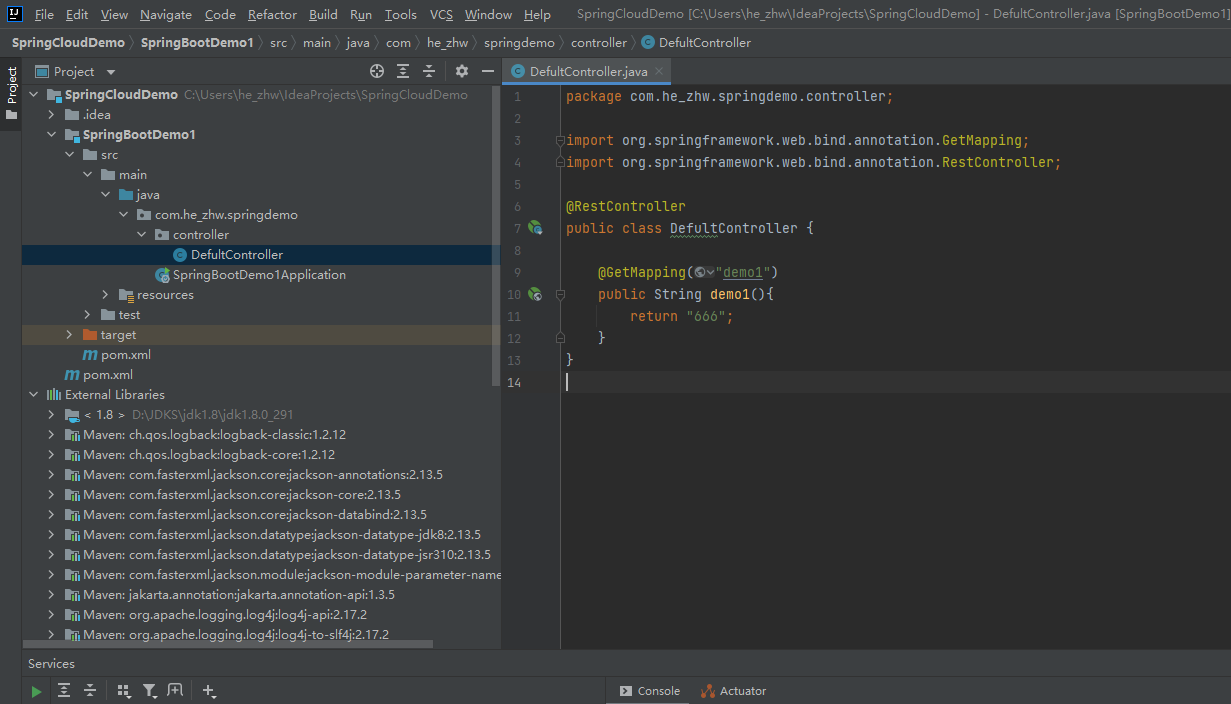 File Edit View Navigate Code Refactor Build Run Tools VCS Window Help SpringCloudDemo [C:\Users\he_zhw\IdeaProjects\SpringCloudDemo] - DefultController.java [SpringBootDemo1]
SpringCloudDemo SpringBootDemo1 src main java com he_zhw springdemo controller DefultController
Project
Project
SpringCloudDemo C:\Users\he_zhw\IdeaProjects\SpringCloudDemo
.idea
SpringBootDemo1
src
main
java
com.he_zhw.springdemo
controller
DefultController
SpringBootDemo1Application
resources
test
target
pom.xml
pom.xml
External Libraries
< 1.8 > D:\JDKS\jdk1.8\jdk1.8.0_291
Maven: ch.qos.logback:logback-classic:1.2.12
Maven: ch.qos.logback:logback-core:1.2.12
Maven: com.fasterxml.jackson.core:jackson-annotations:2.13.5
Maven: com.fasterxml.jackson.core:jackson-core:2.13.5
Maven: com.fasterxml.jackson.core:jackson-databind:2.13.5
Maven: com.fasterxml.jackson.datatype:jackson-datatype-jdk8:2.13.5
Maven: com.fasterxml.jackson.datatype:jackson-datatype-jsr310:2.13.5
Maven: com.fasterxml.jackson.module:jackson-module-parameter-name
Maven: jakarta.annotation:jakarta.annotation-api:1.3.5
Maven: org.apache.logging.log4j:log4j-api:2.17.2
Maven: org.apache.logging.log4j:log4j-to-slf4j:2.17.2
DefultController.java
1 package com.he_zhw.springdemo.controller;
2
3 import org.springframework.web.bind.annotation.GetMapping;
4 import org.springframework.web.bind.annotation.RestController;
5
6 @RestController
7 public class DefultController {
8
9 @GetMapping("demo1")
10 public String demo1(){
11 return "666";
12 }
13 }
14
Services
Console Actuator